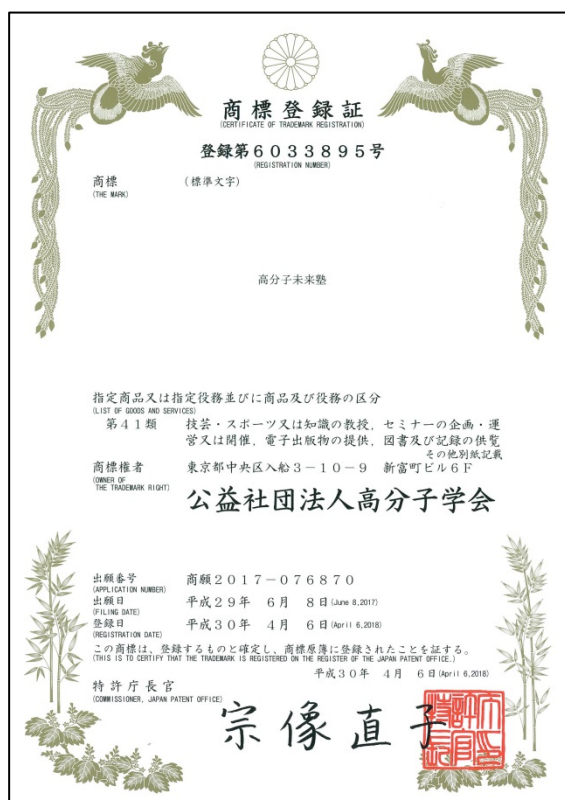 商標登録証
(CERTIFICATE OF TRADEMARK REGISTRATION)
登録第6033895号
(REGISTRATION NUMBER)
商標 (標準文字)
(THE MARK)
高分子未来塾
指定商品又は指定役務並びに商品及び役務の区分
(LIST OF GOODS AND SERVICES)
第41類 技芸・スポーツ又は知識の教授,セミナーの企画・運
営又は開催,電子出版物の提供,図書及び記録の供覧
その他別紙記載
商標権者 東京都中央区入船3-10-9 新富町ビル6F
(OWNER OF
THE TRADEMARK RIGHT)
公益社団法人高分子学会
出願番号 商願2017-076870
(APPLICATION NUMBER)
出願日 平成29年 6月 8日(June 8,2017)
(FILING DATE)
登録日 平成30年 4月 6日(April 6,2018)
(REGISTRATION DATE)
この商標は、登録するものと確定し、商標原簿に登録されたことを証する。
(THIS IS TO CERTIFY THAT THE TRADEMARK IS REGISTERED ON THE REGISTER OF THE JAPAN PATENT OFFICE.)
平成30年 4月 6日(April 6,2018)
特許庁長官
(COMMISSIONER, JAPAN PATENT OFFICE)
宗像直子